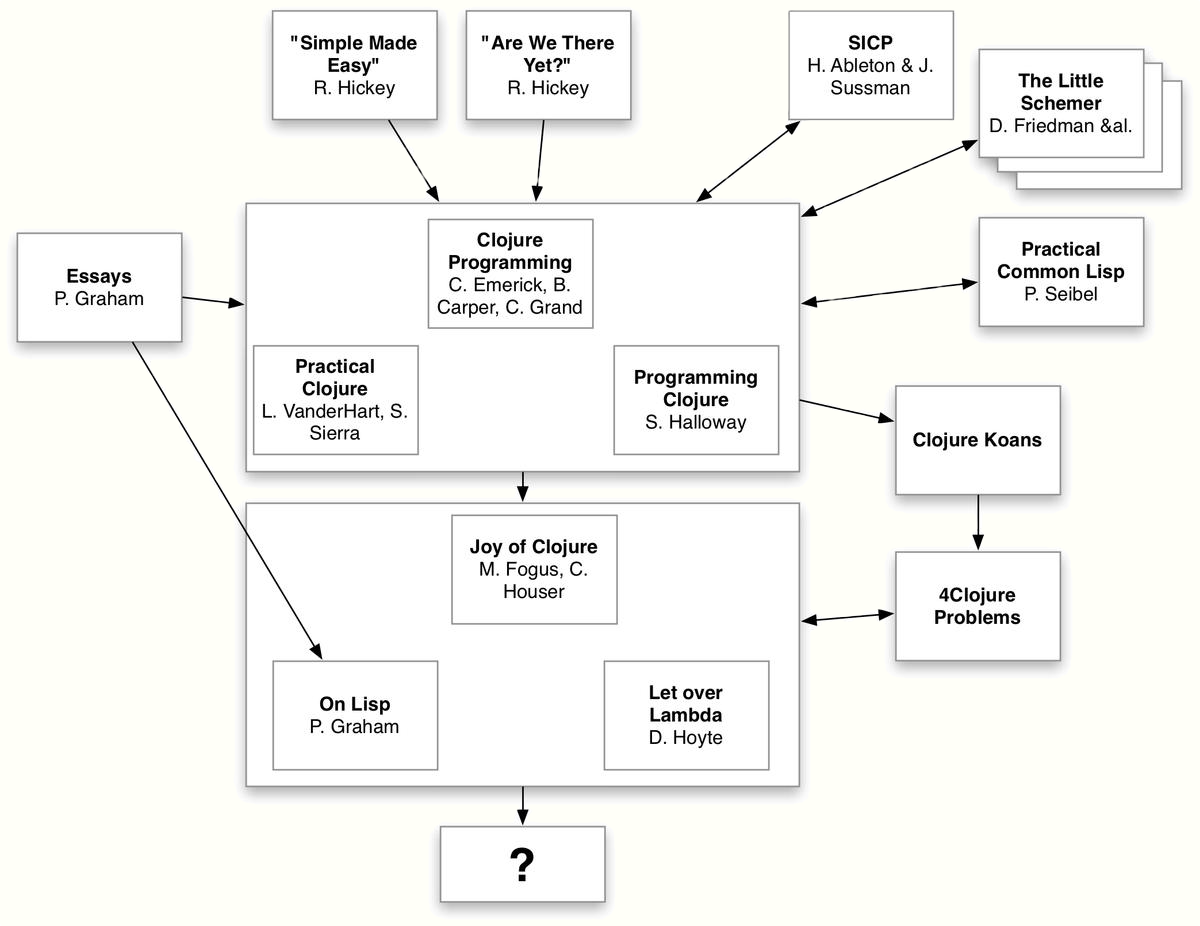 "Simple Made
Easy"
R. Hickey
"Are We There
Yet?"
R. Hickey
SICP
H. Ableton & J.
Sussman
The Little
Schemer
D. Friedman &al.
Essays
P. Graham
Clojure
Programming
C. Emerick, B.
Carper, C. Grand
Practical
Common Lisp
P. Seibel
Practical
Clojure
L. VanderHart, S.
Sierra
Programming
Clojure
S. Halloway
Clojure Koans
Joy of Clojure
M. Fogus, C.
Houser
4Clojure
Problems
On Lisp
P. Graham
Let over
Lambda
D. Hoyte
?